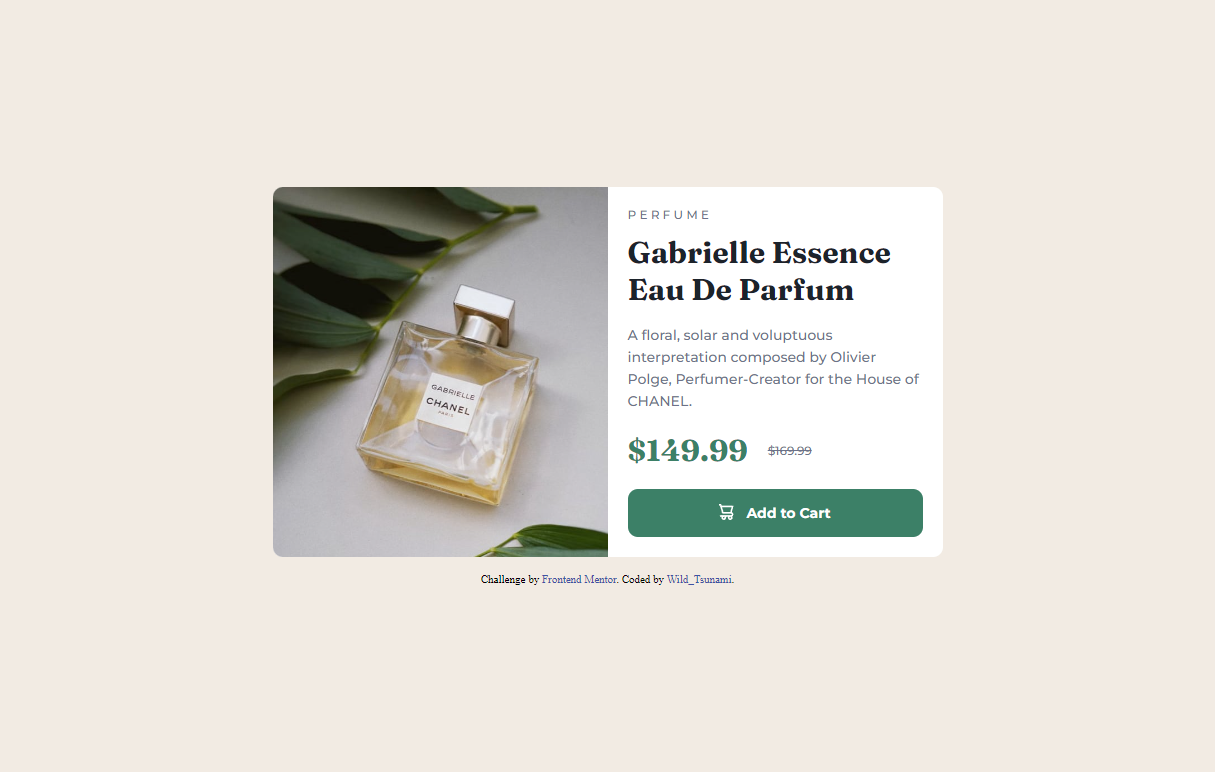 PERFUME
Gabrielle Essence
Eau De Parfum
A floral, solar and voluptuous
interpretation composed by Olivier
Polge, Perfumer-Creator for the House of
CHANEL.
$149.99 $169.99
Add to Cart
GABRIELLE
CHANEL
PARIS
Challenge by Frontend Mentor. Coded by Wild_Tsunami.